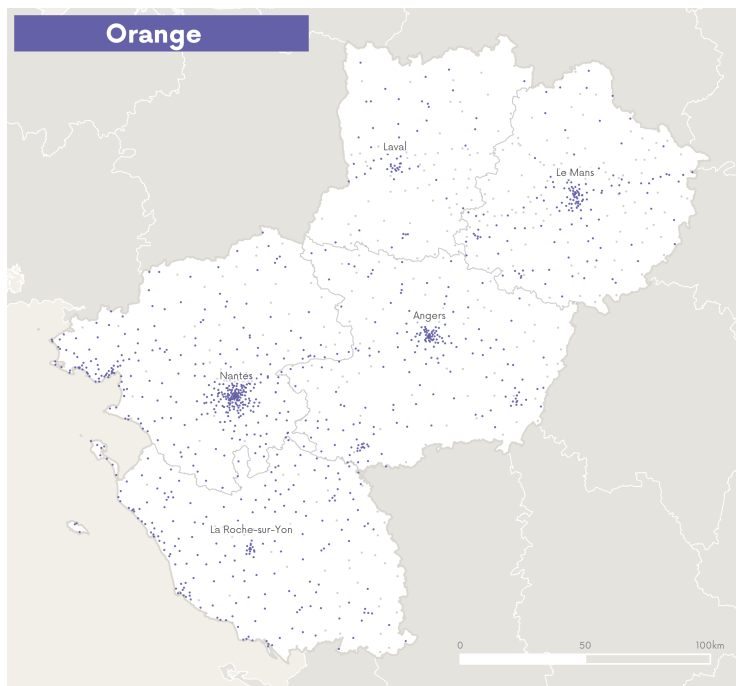 Orange
Laval
Le Mans
Angers
Nantes
La Roche-sur-Yon
0 50 100km